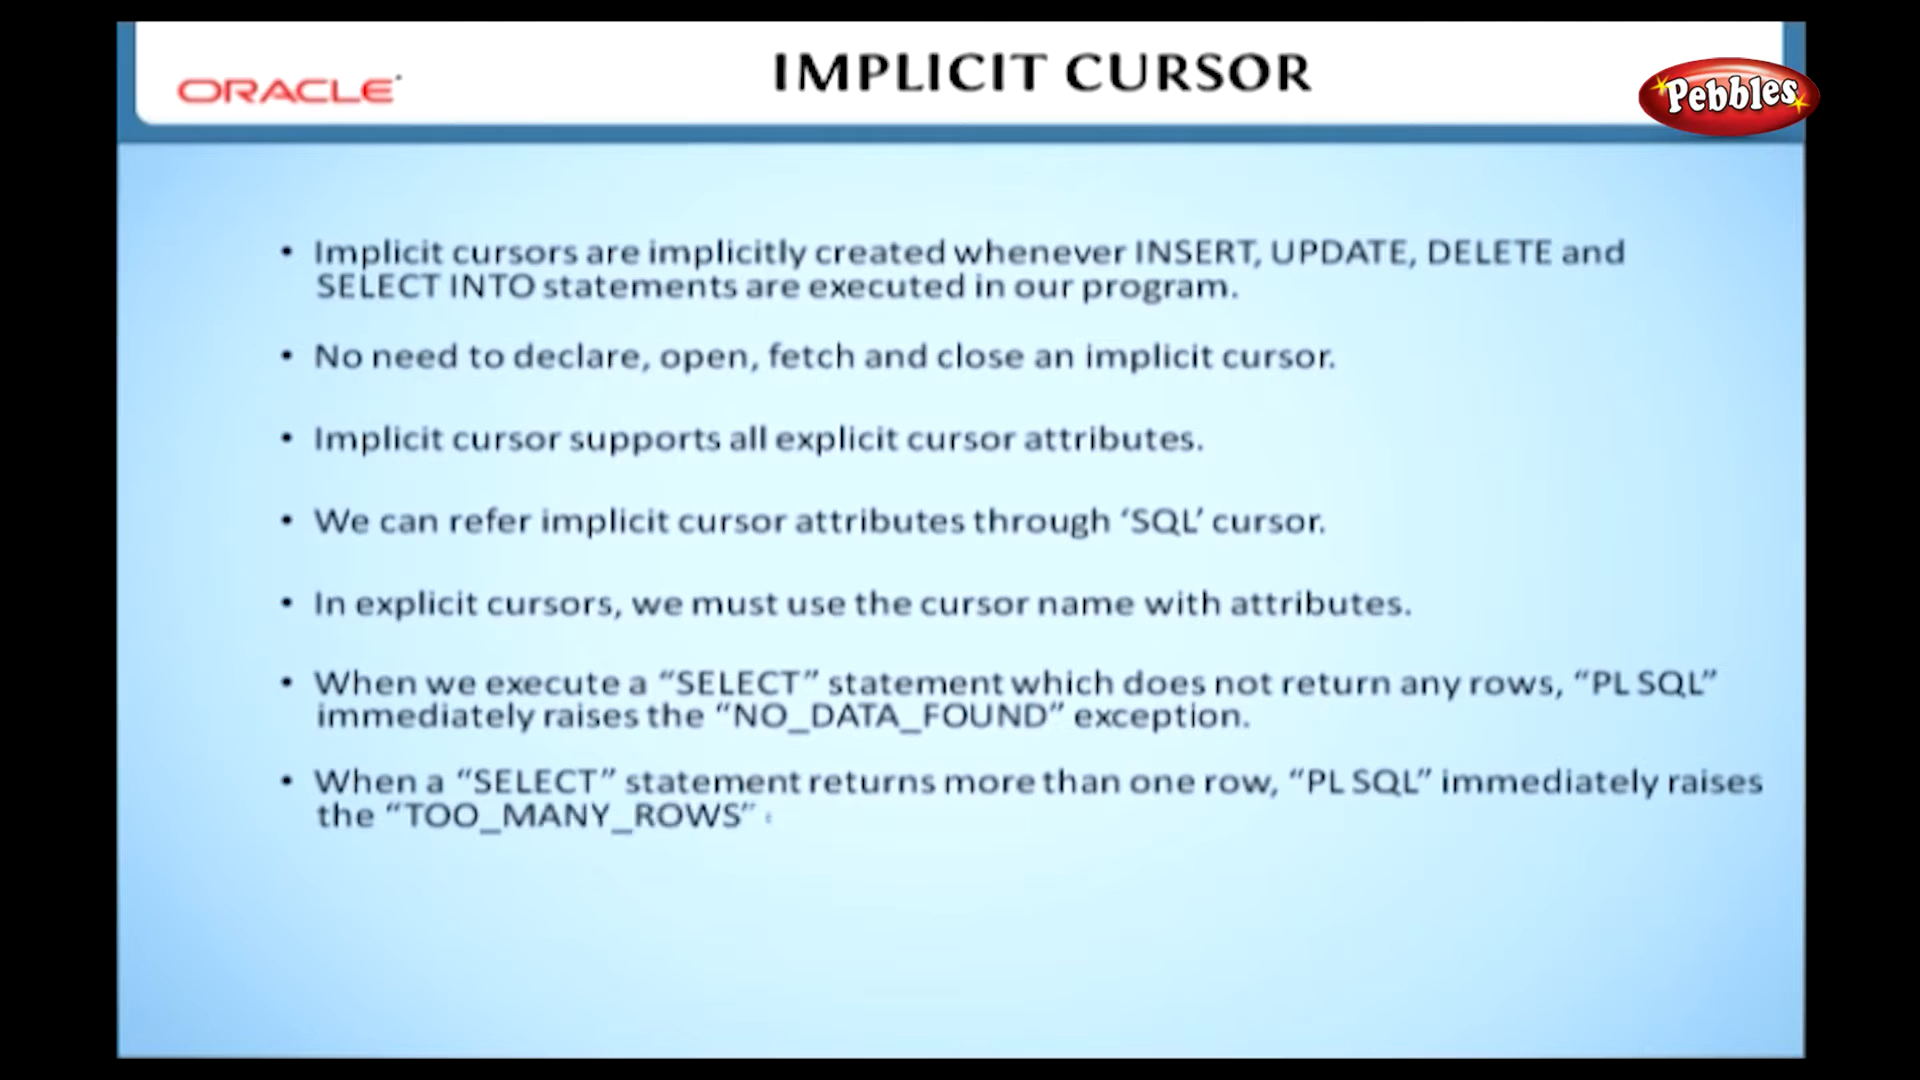 IMPLICIT CURSOR
ORACLE
Pebbles
• Implicit cursors are implicitly created whenever INSERT, UPDATE, DELETE and
SELECT INTO statements are executed in our program.
• No need to declare, open, fetch and close an implicit cursor.
• Implicit cursor supports all explicit cursor attributes.
• We can refer implicit cursor attributes through ‘SQL’ cursor.
• In explicit cursors, we must use the cursor name with attributes.
• When we execute a “SELECT” statement which does not return any rows, “PL SQL”
immediately raises the “NO_DATA_FOUND” exception.
• When a “SELECT” statement returns more than one row, “PL SQL” immediately raises
the “TOO_MANY_ROWS”